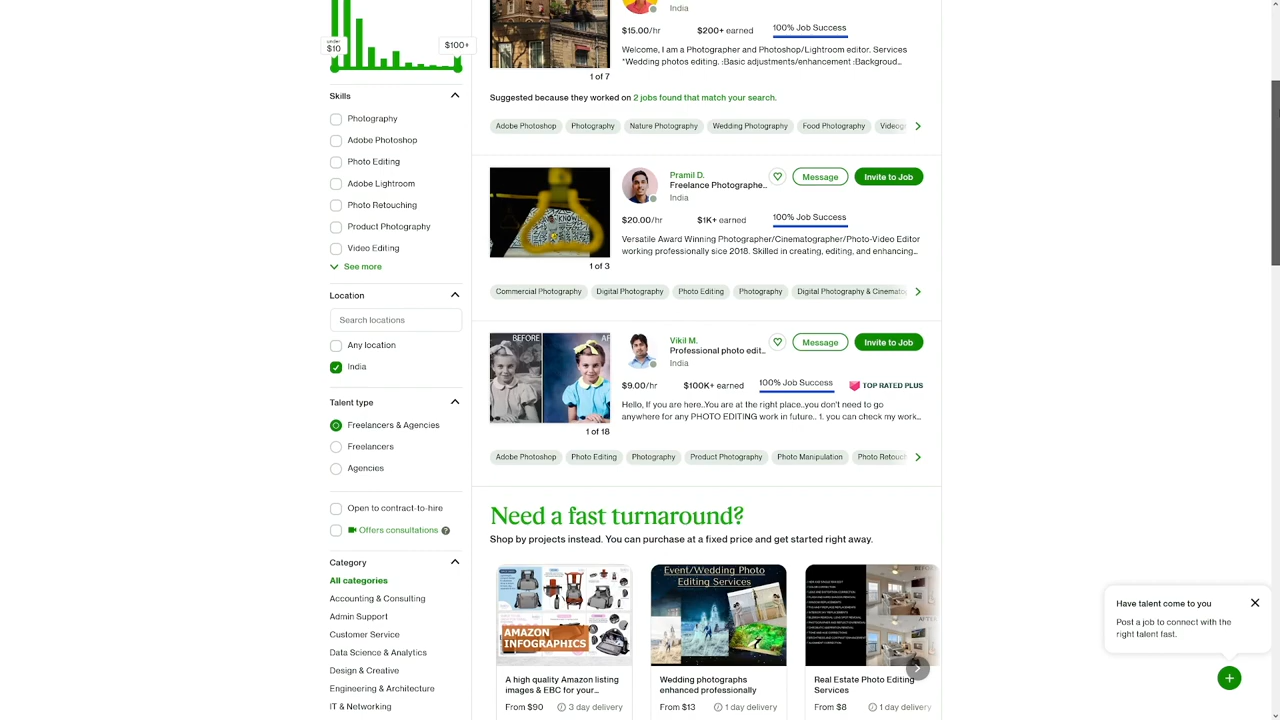 under
$10
$100+
Skills
Photography
Adobe Photoshop
Photo Editing
Adobe Lightroom
Photo Retouching
Product Photography
Video Editing
See more
Location
Search locations
Any location
India
Talent type
Freelancers & Agencies
Freelancers
Agencies
Open to contract-to-hire
Offers consultations ?
Category
All categories
Accounting & Consulting
Admin Support
Customer Service
Data Science & Analytics
Design & Creative
Engineering & Architecture
IT & Networking
India
$15.00/hr $200+ earned 100% Job Success
Welcome, I am a Photographer and Photoshop/Lightroom editor. Services
*Wedding photos editing. :Basic adjustments/enhancement :Backgroud...
1 of 7
Suggested because they worked on 2 jobs found that match your search.
Adobe Photoshop Photography Nature Photography Wedding Photography Food Photography Videog
Pramil D.
Freelance Photographe.. Message Invite to Job
India
$20.00/hr $1K+ earned 100% Job Success
Versatile Award Winning Photographer/Cinematographer/Photo-Video Editor
working professionally sice 2018. Skilled in creating, editing, and enhancing...
1 of 3
Commercial Photography Digital Photography Photo Editing Photography Digital Photography & Cinematog
BEFORE AF
Vikil M.
Professional photo edit.. Message Invite to Job
India
$9.00/hr $100K+ earned 100% Job Success TOP RATED PLUS
Hello, If you are here..You are at the right place..you don't need to go
anywhere for any PHOTO EDITING work in future.. 1. you can check my work...
1 of 18
Adobe Photoshop Photo Editing Photography Product Photography Photo Manipulation Photo Retouch
Need a fast turnaround?
Shop by projects instead. You can purchase at a fixed price and get started right away.
AMAZON
INFOGRAPHICS
A high quality Amazon listing
images & EBC for your...
From $90 3 day delivery
Event/Wedding Photo
Editing Services
Wedding photographs
enhanced professionally
From $13 1 day delivery
BEFORE
AFTER
Real Estate Photo Editing
Services
From $8 1 day delivery
Have talent come to you
Post a job to connect with the
right talent fast.